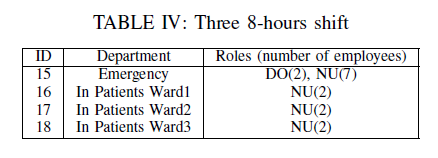 TABLE IV: Three 8-hours shift
ID Department Roles (number of employees)
15 Emergency DO(2), NU(7)
16 In Patients Ward1 NU(2)
17 In Patients Ward2 NU(2)
18 In Patients Ward3 NU(2)